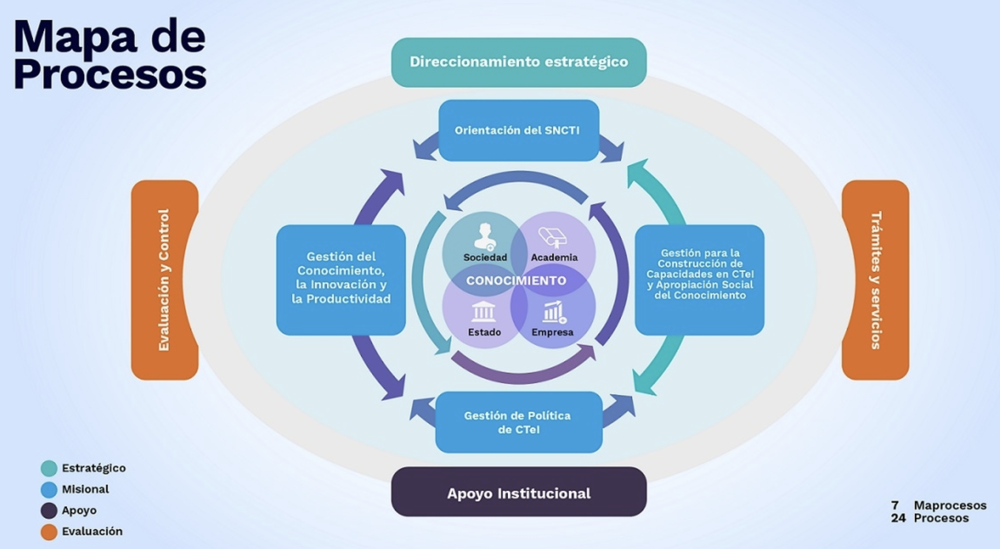 Mapa de
Procesos
Direccionamiento estratégico
Orientación del SNCTI
Evaluación y Control
Gestión del
Conocimiento,
la Innovación y
la Productividad
Sociedad
Academia
CONOCIMIENTO
Estado
Empresa
Gestión para la
Construcción de
Capacidades en CTeI
y Apropiación Social
del Conocimiento
Trámites y servicios
Gestión de Política
de CTeI
Apoyo Institucional
Estratégico
Misional
Apoyo
Evaluación
7 Maprocesos
24 Procesos